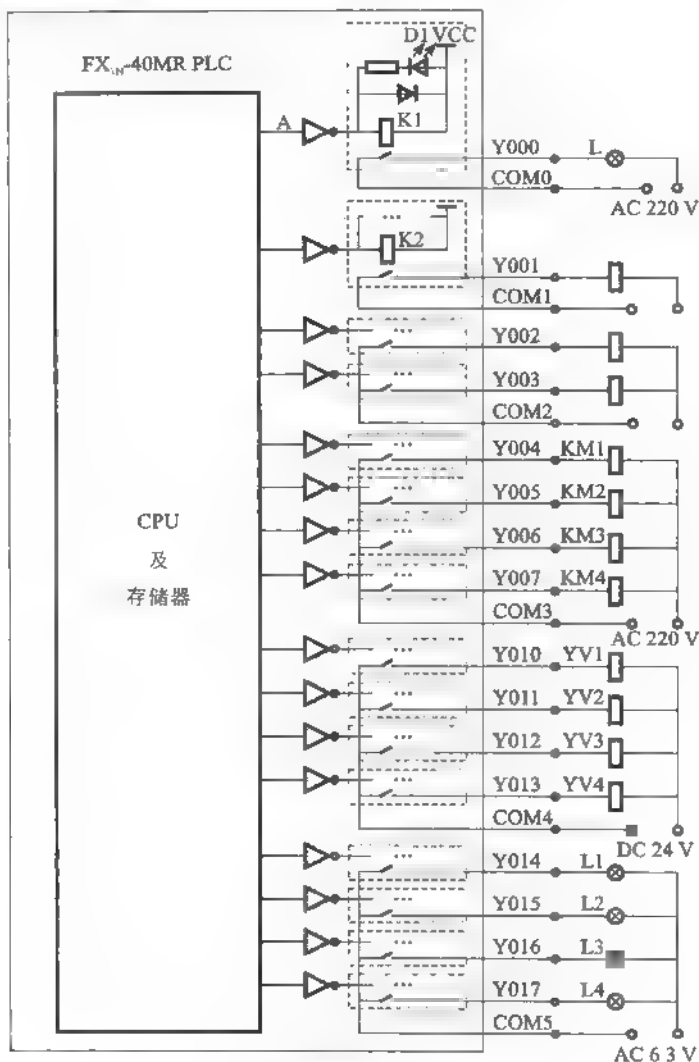 D1 VCC
FX1N-40MR PLC
A
K1
Y000
L
COM0
AC 220 V
K2
Y001
COM1
Y002
Y003
COM2
Y004 KM1
Y005 KM2
CPU
及
存储器
Y006 KM3
Y007 KM4
COM3
AC 220 V
Y010 YV1
Y011 YV2
Y012 YV3
Y013 YV4
COM4
DC 24 V
Y014 L1
Y015 L2
Y016 L3
Y017 L4
COM5
AC 6 3 V